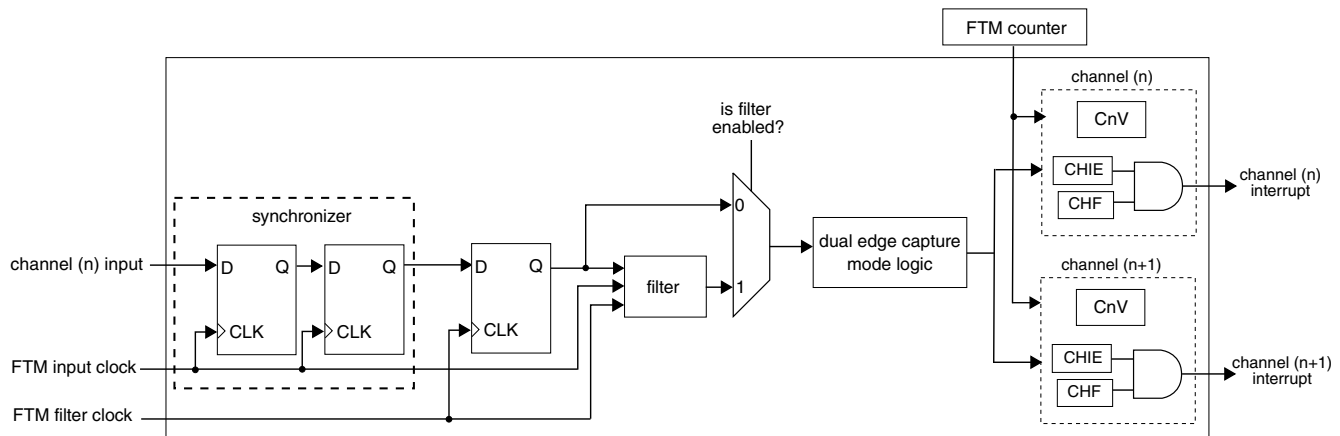 FTM counter
channel (n)
is filter
enabled?
CnV
CHIE
CHF
channel (n)
interrupt
synchronizer
0
channel (n) input
D
Q
D
Q
D
Q
filter
1
dual edge capture
mode logic
channel (n+1)
CnV
CLK
CLK
CLK
FTM input clock
CHIE
CHF
channel (n+1)
interrupt
FTM filter clock